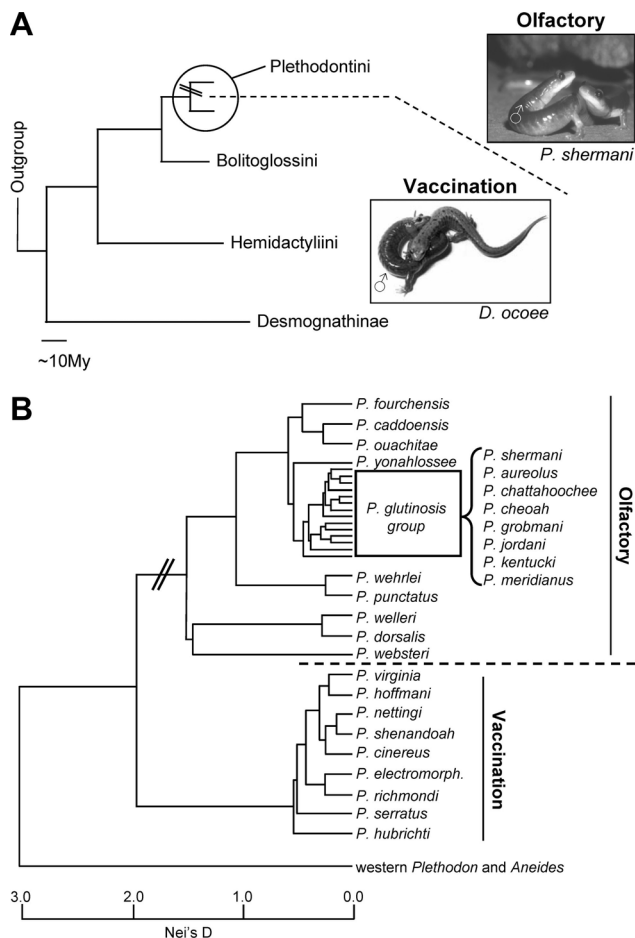 A
Olfactory
Plethodontini
♂
P. shermani
Outgroup
Bolitoglossini
Vaccination
Hemidactyliini
♂
Desmognathinae
D. ocoee
~10My
B
P. fourchensis
P. caddoensis
P. ouachitae
P. yonahlossee
P. glutinosis
group
P. shermani
P. aureolus
P. chattahoochee
P. cheoah
P. grobmani
P. jordani
P. kentucki
P. meridianus
Olfactory
P. wehrlei
P. punctatus
P. welleri
P. dorsalis
P. websteri
P. virginia
P. hoffmani
P. nettingi
P. shenandoah
P. cinereus
P. electromorph.
P. richmondi
P. serratus
P. hubrichti
Vaccination
western Plethodon and Aneides
3.0 2.0 1.0 0.0
Nei's D